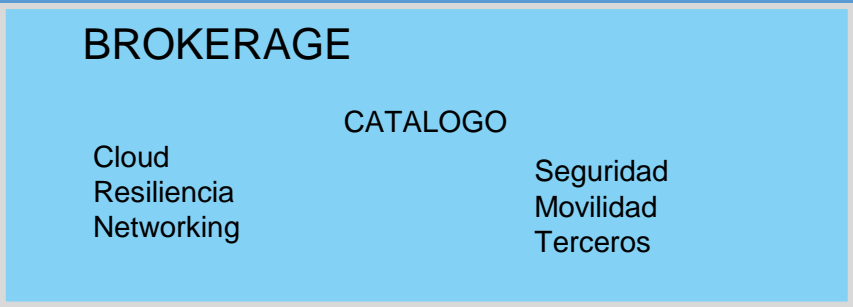 BROKERAGE
CATALOGO
Cloud
Resiliencia
Networking
Seguridad
Movilidad
Terceros